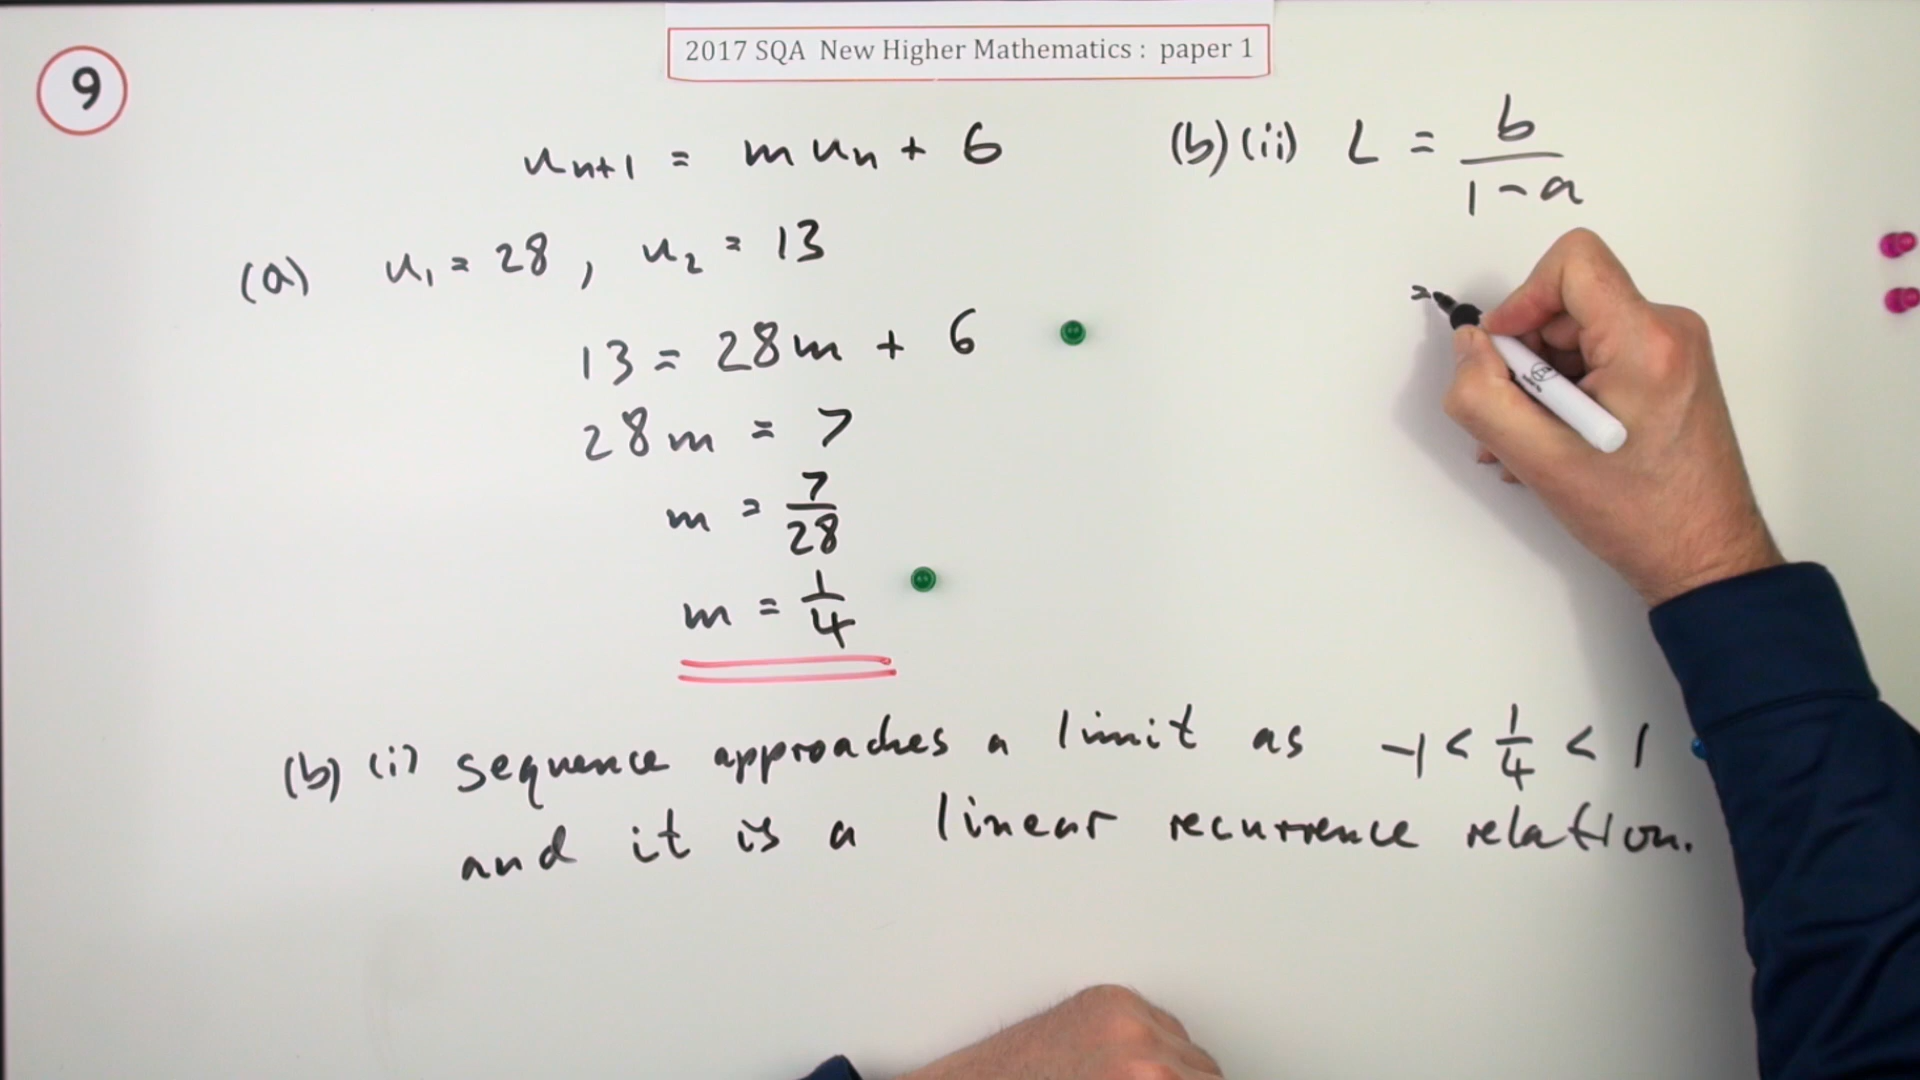 2017 SQA New Higher Mathematics : paper 1
9
uₙ₊₁ = muₙ + 6
(a) u₁ = 28 , u₂ = 13
13 = 28m + 6
28m = 7
m = 7/28
m = 1/4
(b) (i) sequence approaches a limit as -1 < 1/4 < 1
and it is a linear recurrence relation.
(b) (ii) L = b/(1-a)
=